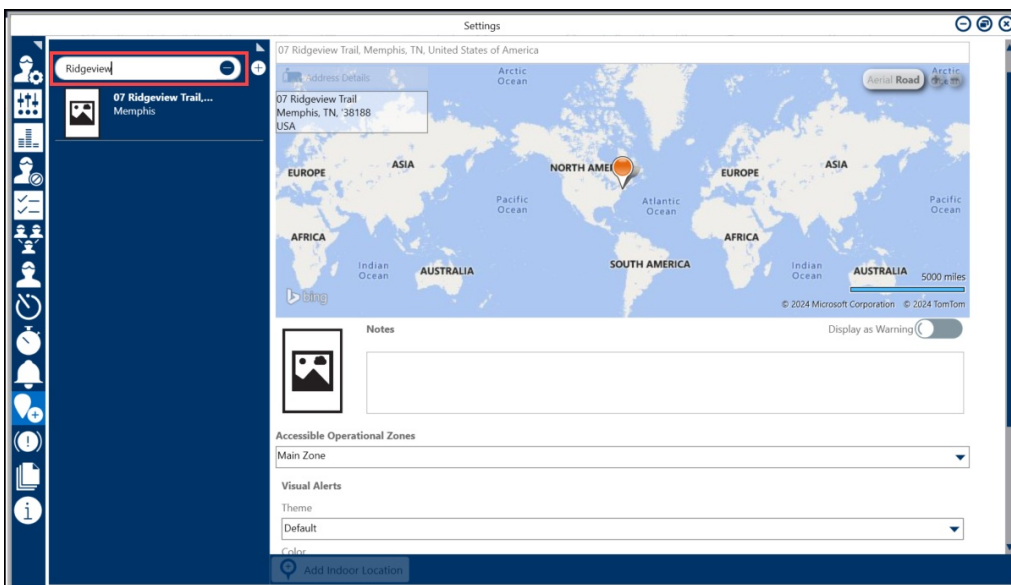 Settings
Ridgeview
07 Ridgeview Trail,...
Memphis
07 Ridgeview Trail, Memphis, TN, United States of America
Address Details
07 Ridgeview Trail
Memphis, TN, '38188
USA
Arctic
Ocean
Aerial Road
Arctic
EUROPE
ASIA
NORTH AME
EUROPE
ASIA
Pacific
Ocean
Atlantic
Ocean
Pacific
Ocean
AFRICA
AFRICA
Indian
Ocean
AUSTRALIA
SOUTH AMERICA
Indian
Ocean
AUSTRALIA
5000 miles
bing
© 2024 Microsoft Corporation © 2024 TomTom
Notes
Display as Warning
Accessible Operational Zones
Main Zone
Visual Alerts
Theme
Default
Color
Add Indoor Location